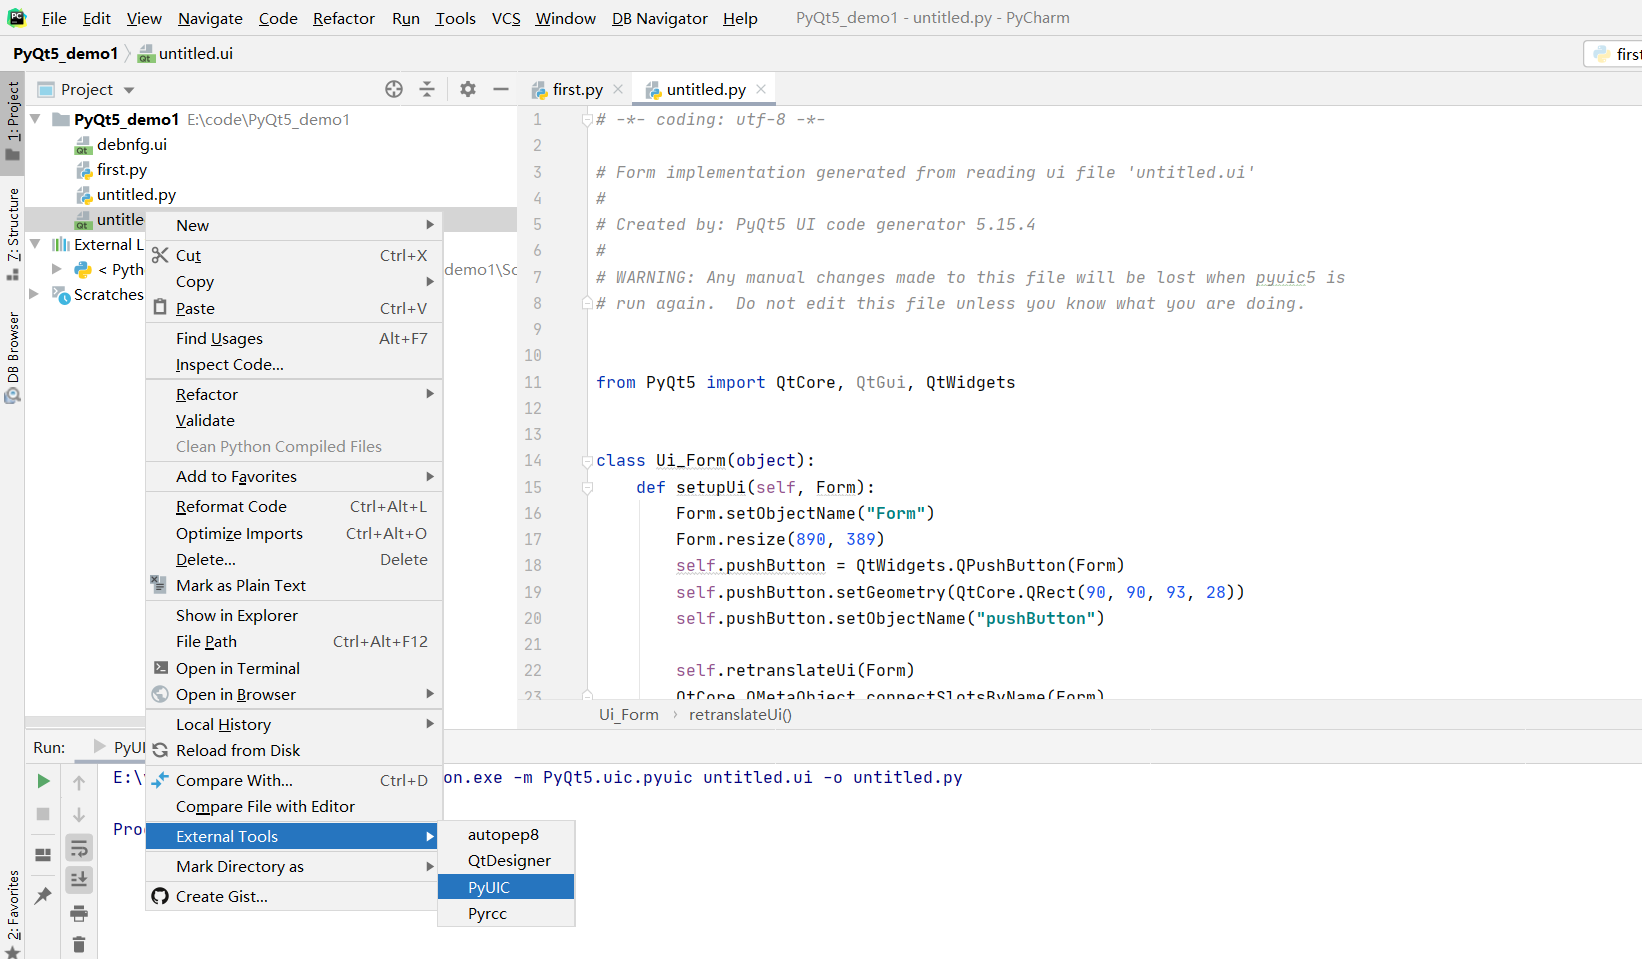 PC File Edit View Navigate Code Refactor Run Tools VCS Window DB Navigator Help PyQt5_demo1 - untitled.py - PyCharm
PyQt5_demo1 untitled.ui first
Project
first.py untitled.py
1: Project
7: Structure
DB Browser
2: Favorites
PyQt5_demo1 E:\code\PyQt5_demo1
debnfg.ui
first.py
untitled.py
untitle
External L
< Pyth demo1\Sc
Scratches
New
Cut Ctrl+X
Copy
Paste Ctrl+V
Find Usages Alt+F7
Inspect Code...
Refactor
Validate
Clean Python Compiled Files
Add to Favorites
Reformat Code Ctrl+Alt+L
Optimize Imports Ctrl+Alt+O
Delete... Delete
Mark as Plain Text
Show in Explorer
File Path Ctrl+Alt+F12
Open in Terminal
Open in Browser
Local History
Reload from Disk
Compare With... Ctrl+D
Compare File with Editor
External Tools
Mark Directory as
Create Gist...
autopep8
QtDesigner
PyUIC
Pyrcc
1 # -*- coding: utf-8 -*-
2
3 # Form implementation generated from reading ui file 'untitled.ui'
4 #
5 # Created by: PyQt5 UI code generator 5.15.4
6 #
7 # WARNING: Any manual changes made to this file will be lost when pyuic5 is
8 # run again.  Do not edit this file unless you know what you are doing.
9
10
11 from PyQt5 import QtCore, QtGui, QtWidgets
12
13
14 class Ui_Form(object):
15     def setupUi(self, Form):
16         Form.setObjectName("Form")
17         Form.resize(890, 389)
18         self.pushButton = QtWidgets.QPushButton(Form)
19         self.pushButton.setGeometry(QtCore.QRect(90, 90, 93, 28))
20         self.pushButton.setObjectName("pushButton")
21
22         self.retranslateUi(Form)
23         QtCore.QMetaObject.connectSlotsByName(Form)
Ui_Form › retranslateUi()
Run: PyUI
E:\ on.exe -m PyQt5.uic.pyuic untitled.ui -o untitled.py
Pro